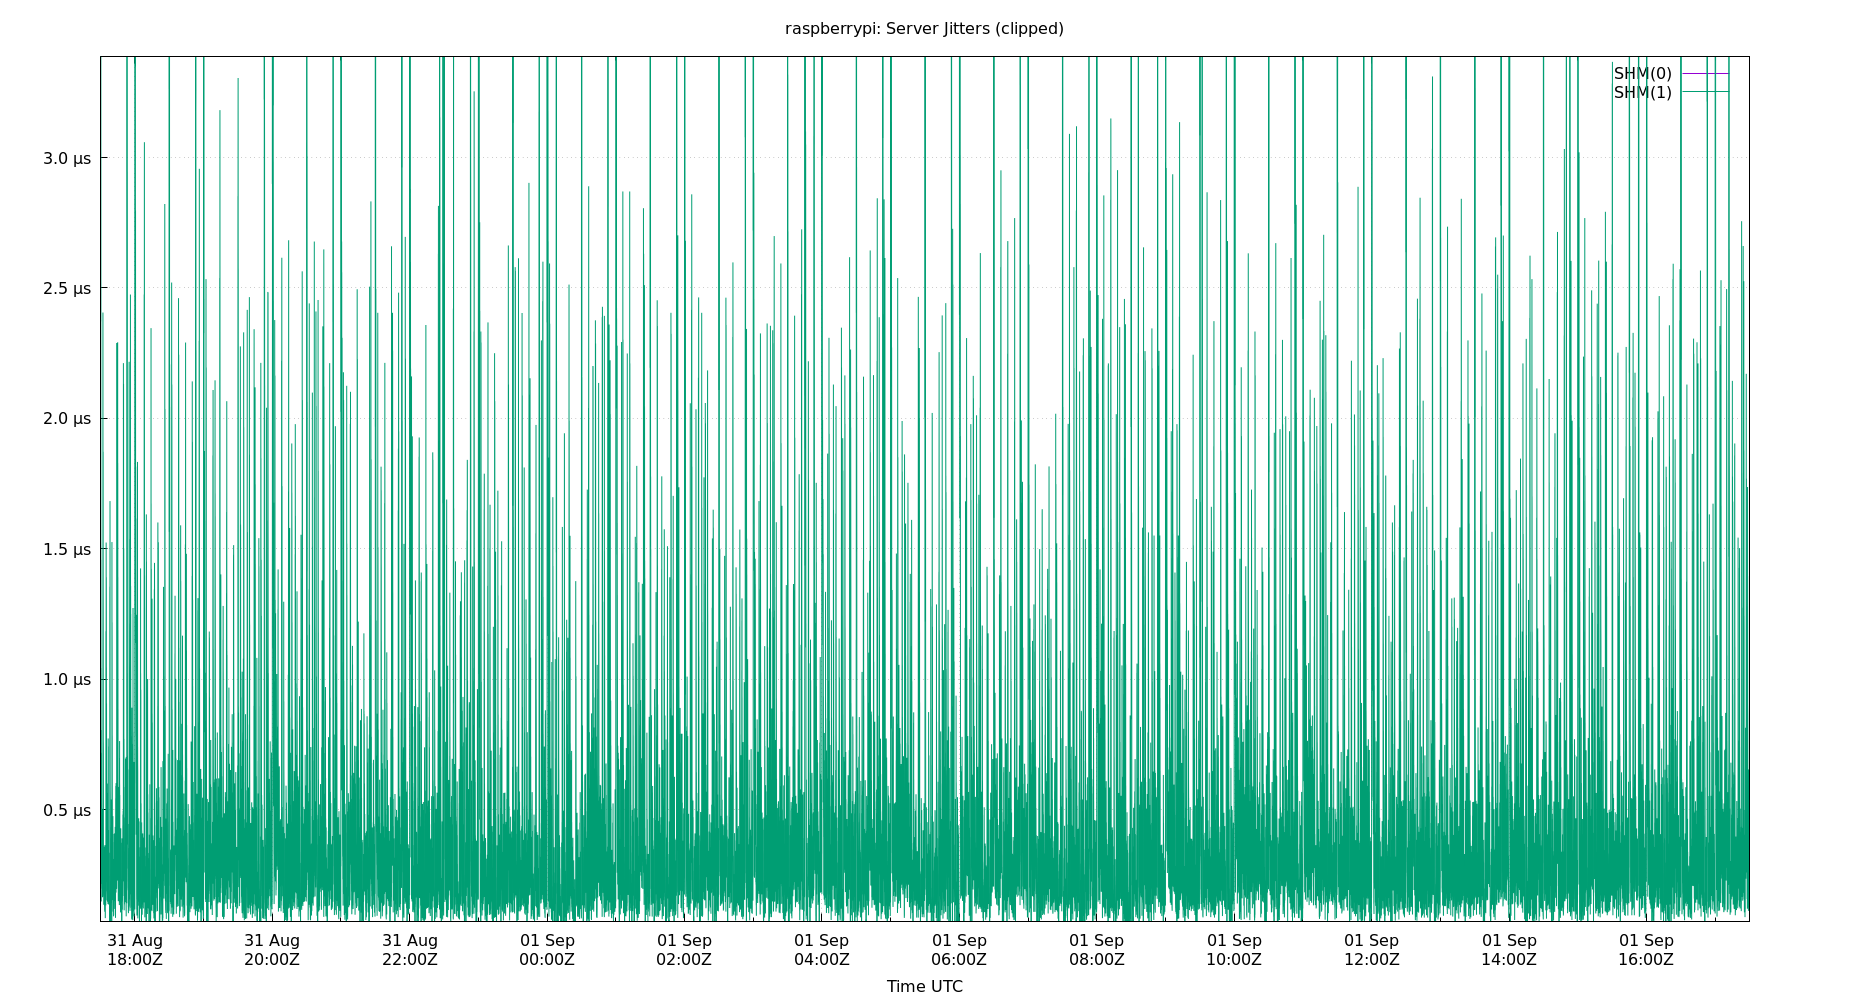 raspberrypi: Server Jitters (clipped)
SHM(0)
SHM(1)
3.0 µs
2.5 µs
2.0 µs
1.5 µs
1.0 µs
0.5 µs
31 Aug 31 Aug 31 Aug 01 Sep 01 Sep 01 Sep 01 Sep 01 Sep 01 Sep 01 Sep 01 Sep 01 Sep
18:00Z 20:00Z 22:00Z 00:00Z 02:00Z 04:00Z 06:00Z 08:00Z 10:00Z 12:00Z 14:00Z 16:00Z
Time UTC